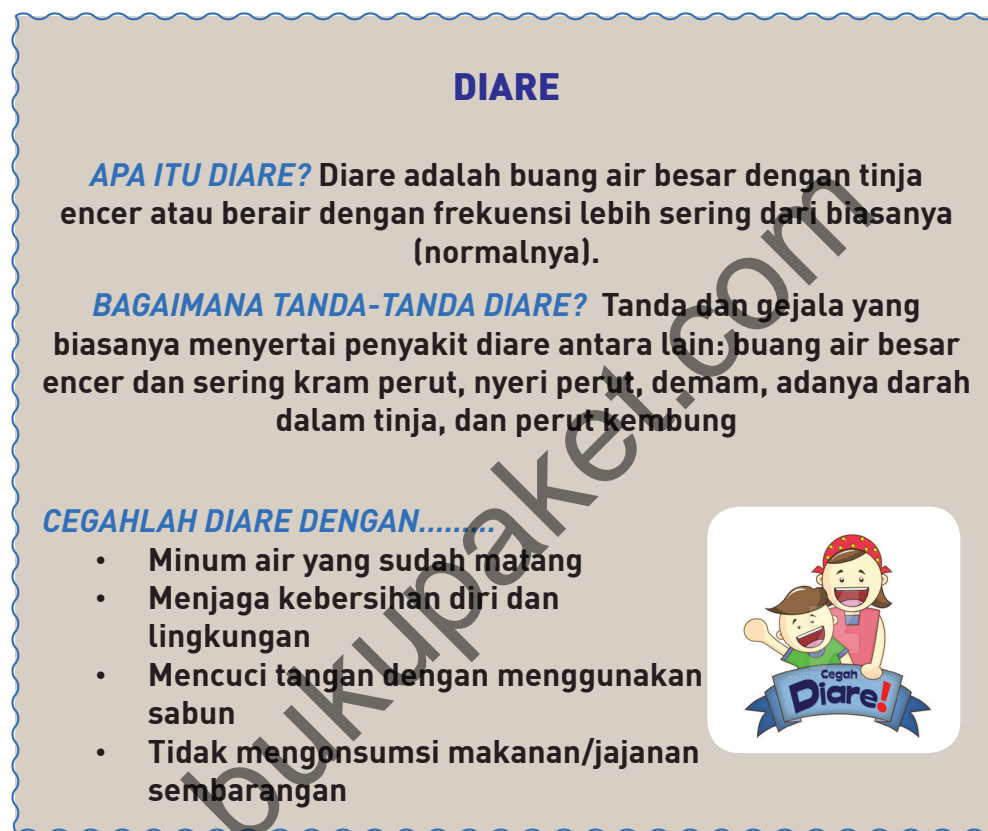 DIARE
APA ITU DIARE? Diare adalah buang air besar dengan tinja
encer atau berair dengan frekuensi lebih sering dari biasanya
(normalnya).
BAGAIMANA TANDA-TANDA DIARE? Tanda dan gejala yang
biasanya menyertai penyakit diare antara lain: buang air besar
encer dan sering kram perut, nyeri perut, demam, adanya darah
dalam tinja, dan perut kembung
CEGAHLAH DIARE DENGAN.........
• Minum air yang sudah matang
• Menjaga kebersihan diri dan
lingkungan
• Mencuci tangan dengan menggunakan
sabun
• Tidak mengonsumsi makanan/jajanan
sembarangan
Cegah
Diare!
bukupaket.com